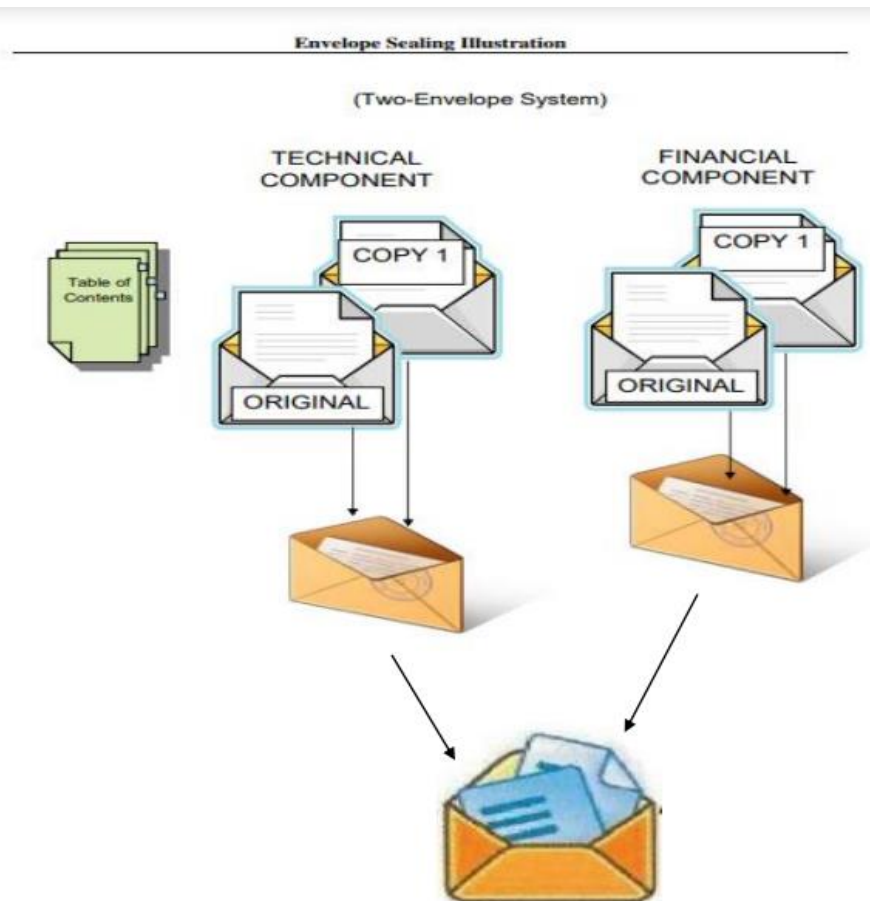 Envelope Sealing Illustration
(Two-Envelope System)
TECHNICAL
COMPONENT
FINANCIAL
COMPONENT
Table of
Contents
COPY 1
ORIGINAL
COPY 1
ORIGINAL